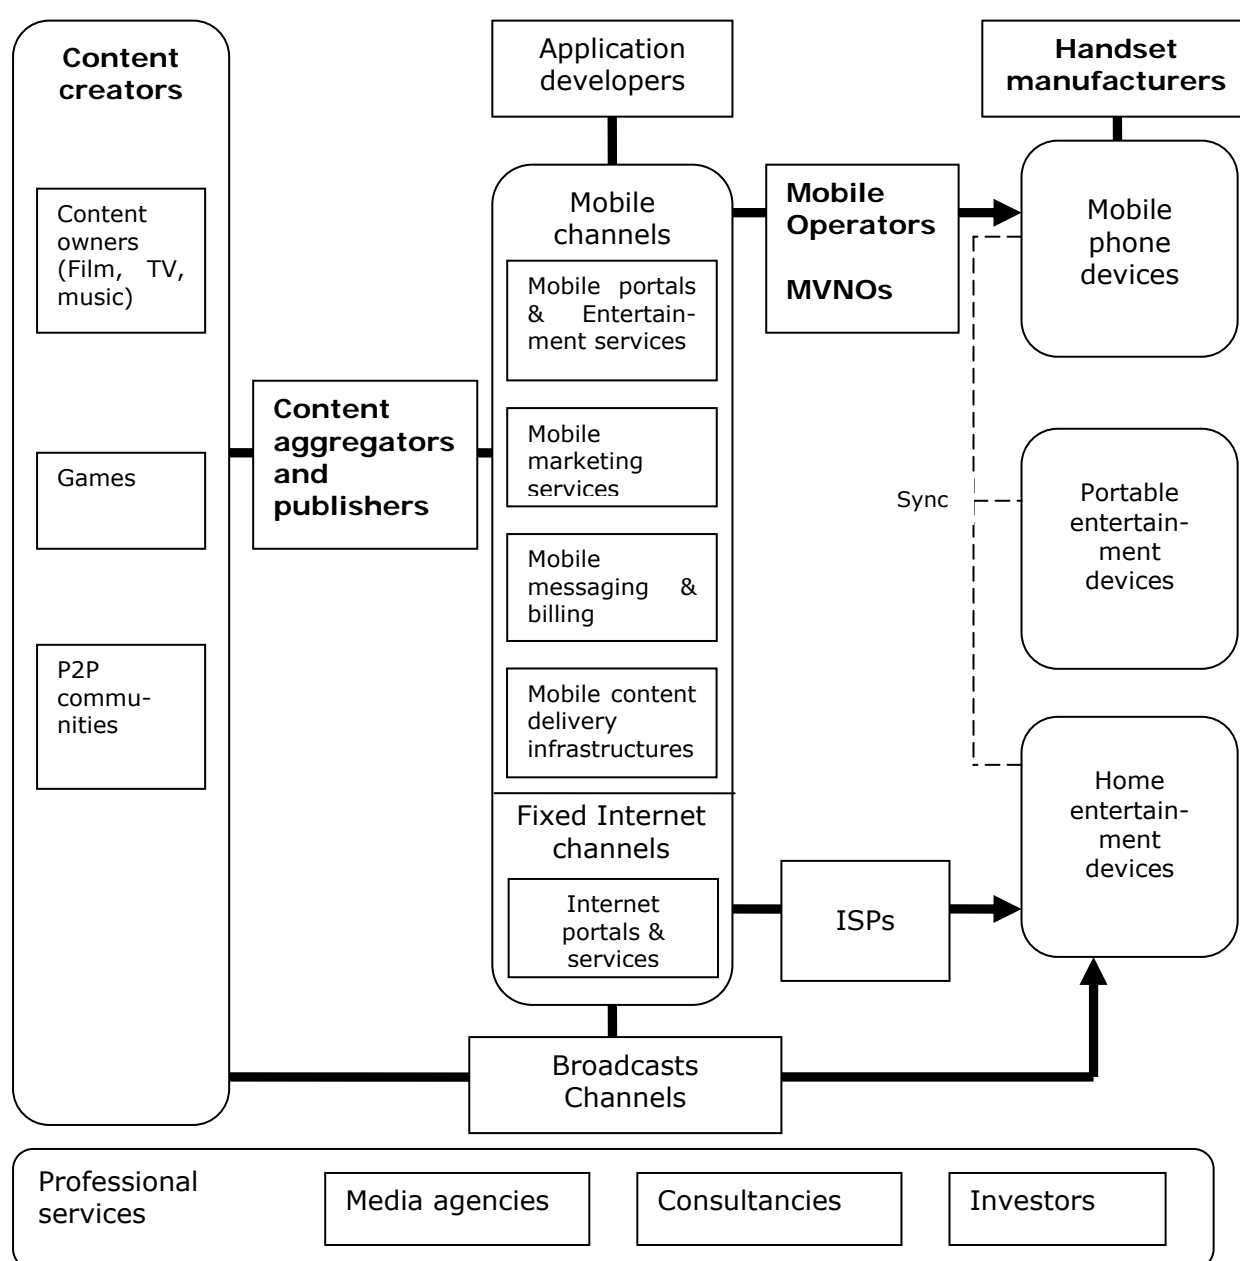 Content
creators
Content
owners
(Film, TV,
music)
Games
P2P
commu-
nities
Content
aggregators
and
publishers
Application
developers
Mobile
channels
Mobile portals
& Entertain-
ment services
Mobile
marketing
services
Mobile
messaging &
billing
Mobile content
delivery
infrastructures
Fixed Internet
channels
Internet
portals &
services
Broadcasts
Channels
Mobile
Operators
MVNOs
ISPs
Handset
manufacturers
Mobile
phone
devices
Sync
Portable
entertain-
ment
devices
Home
entertain-
ment
devices
Professional
services
Media agencies
Consultancies
Investors